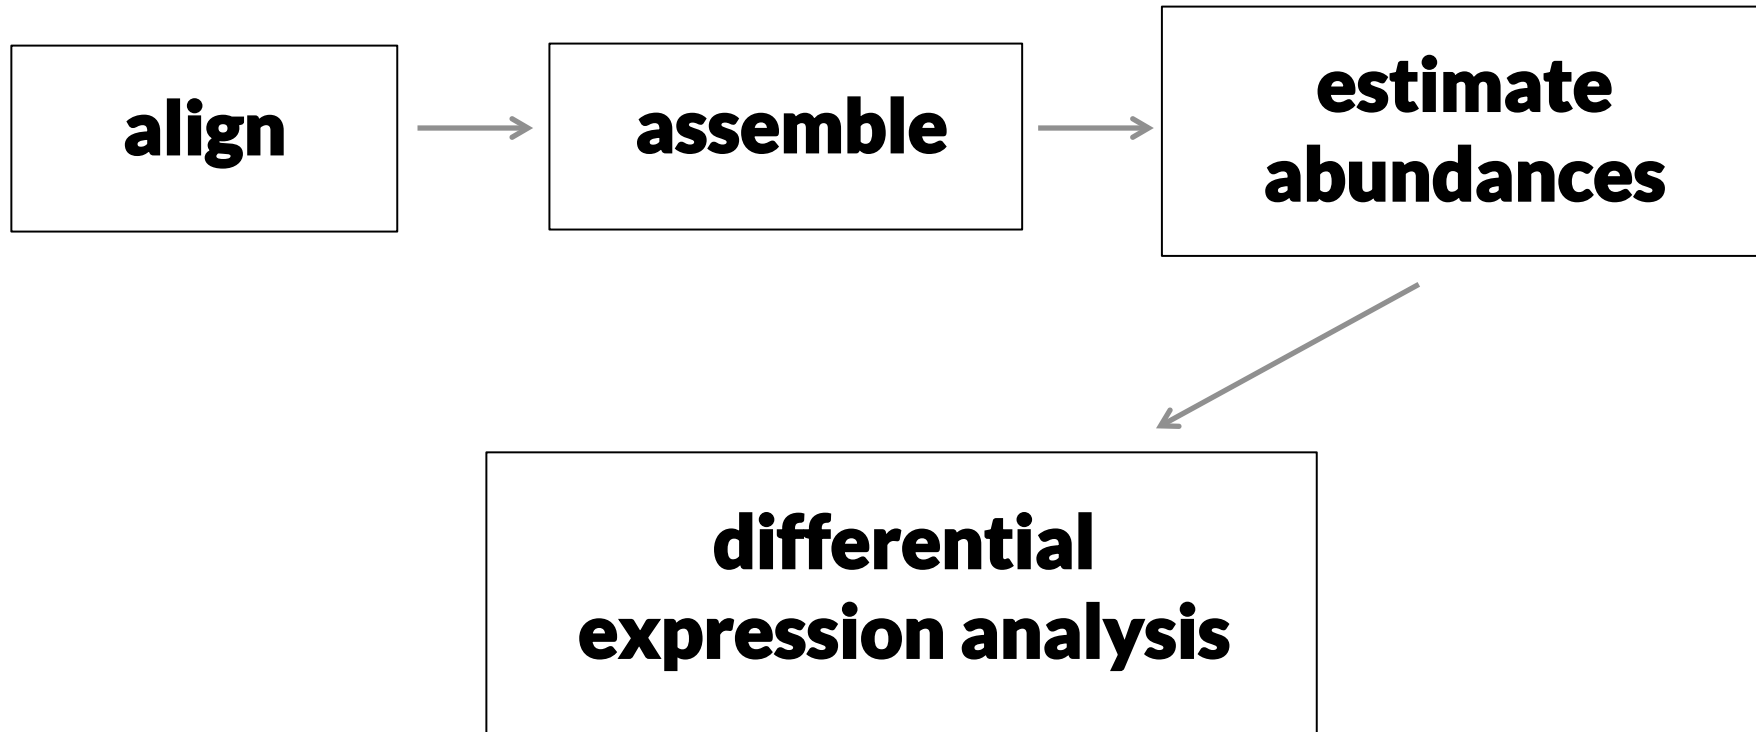 align
assemble
estimate
abundances
differential
expression analysis